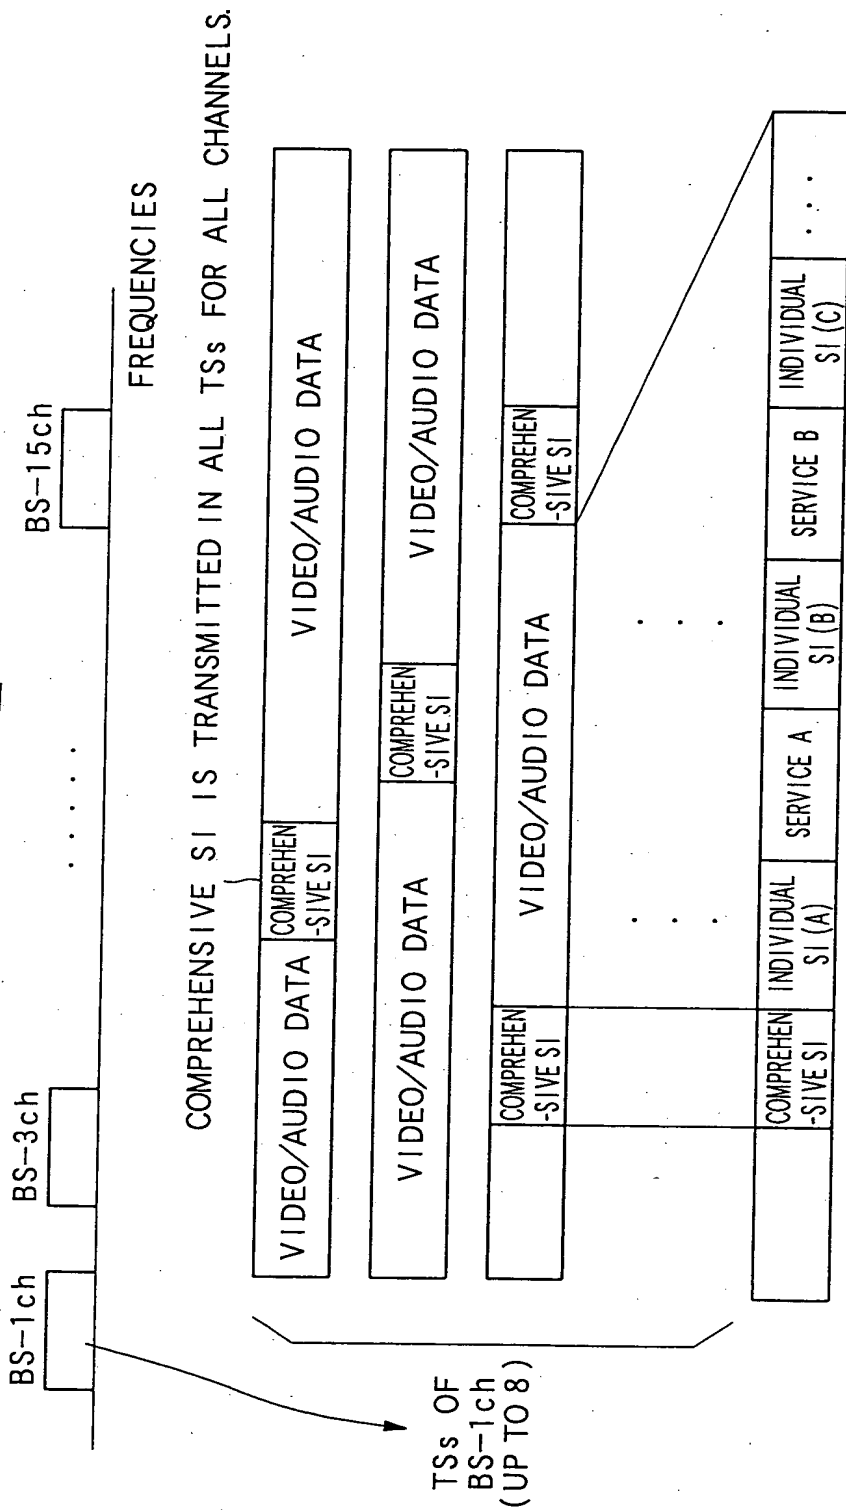 BS-1ch
BS-3ch
· · · · ·
BS-15ch
FREQUENCIES
COMPREHENSIVE SI IS TRANSMITTED IN ALL TSs FOR ALL CHANNELS.
TSs OF
BS-1ch
(UP TO 8)
VIDEO/AUDIO DATA
COMPREHEN
-SIVE SI
VIDEO/AUDIO DATA
VIDEO/AUDIO DATA
COMPREHEN
-SIVE SI
VIDEO/AUDIO DATA
COMPREHEN
-SIVE SI
VIDEO/AUDIO DATA
COMPREHEN
-SIVE SI
COMPREHEN
-SIVE SI
INDIVIDUAL
SI (A)
SERVICE A
INDIVIDUAL
SI (B)
SERVICE B
INDIVIDUAL
SI (C)
· · ·